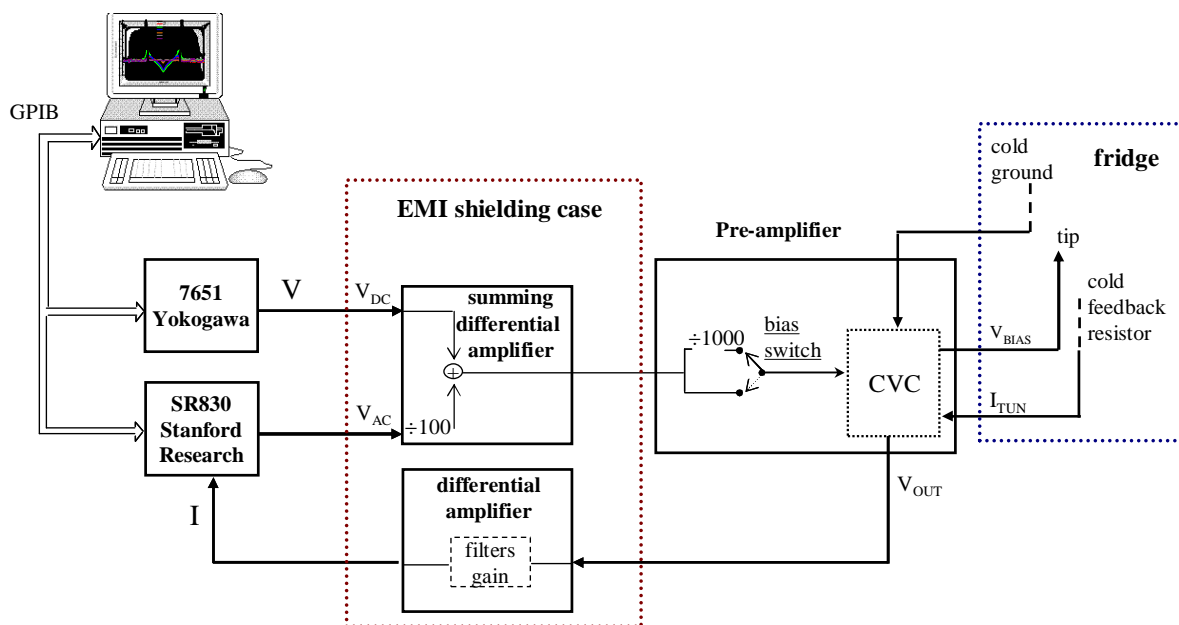 GPIB
cold
ground
fridge
EMI shielding case
Pre-amplifier
tip
7651
Yokogawa
V
V_DC
summing
differential
amplifier
÷1000
bias
switch
cold
feedback
resistor
V_BIAS
CVC
SR830
Stanford
Research
V_AC
÷100
I_TUN
V_OUT
I
differential
amplifier
filters
gain